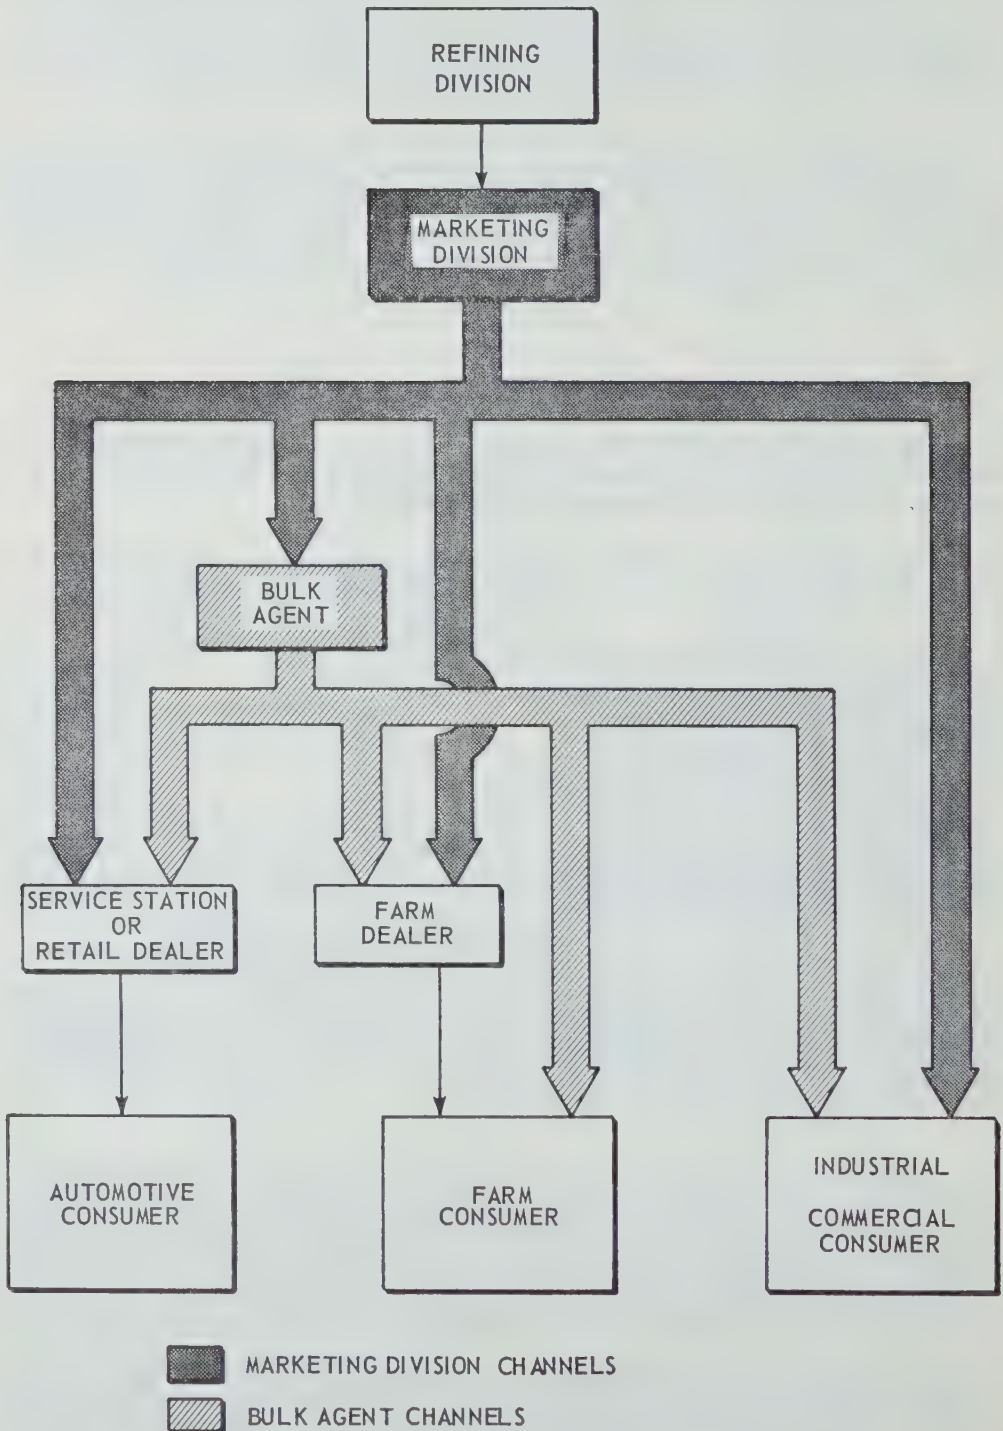 REFINING
DIVISION
MARKETING
DIVISION
BULK
AGENT
SERVICE STATION
OR
RETAIL DEALER
FARM
DEALER
AUTOMOTIVE
CONSUMER
FARM
CONSUMER
INDUSTRIAL
COMMERCIAL
CONSUMER
MARKETING DIVISION CHANNELS
BULK AGENT CHANNELS